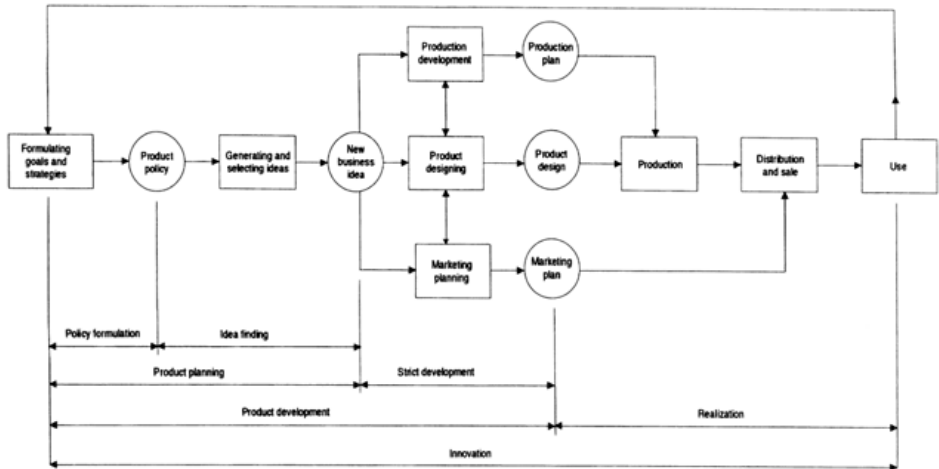 Production
development
Production
plan
Formulating
goals and
strategies
Product
policy
Generating and
selecting ideas
New
business
idea
Product
designing
Product
design
Production
Distribution
and sale
Use
Marketing
planning
Marketing
plan
Policy formulation
Idea finding
Product planning
Strict development
Product development
Realization
Innovation